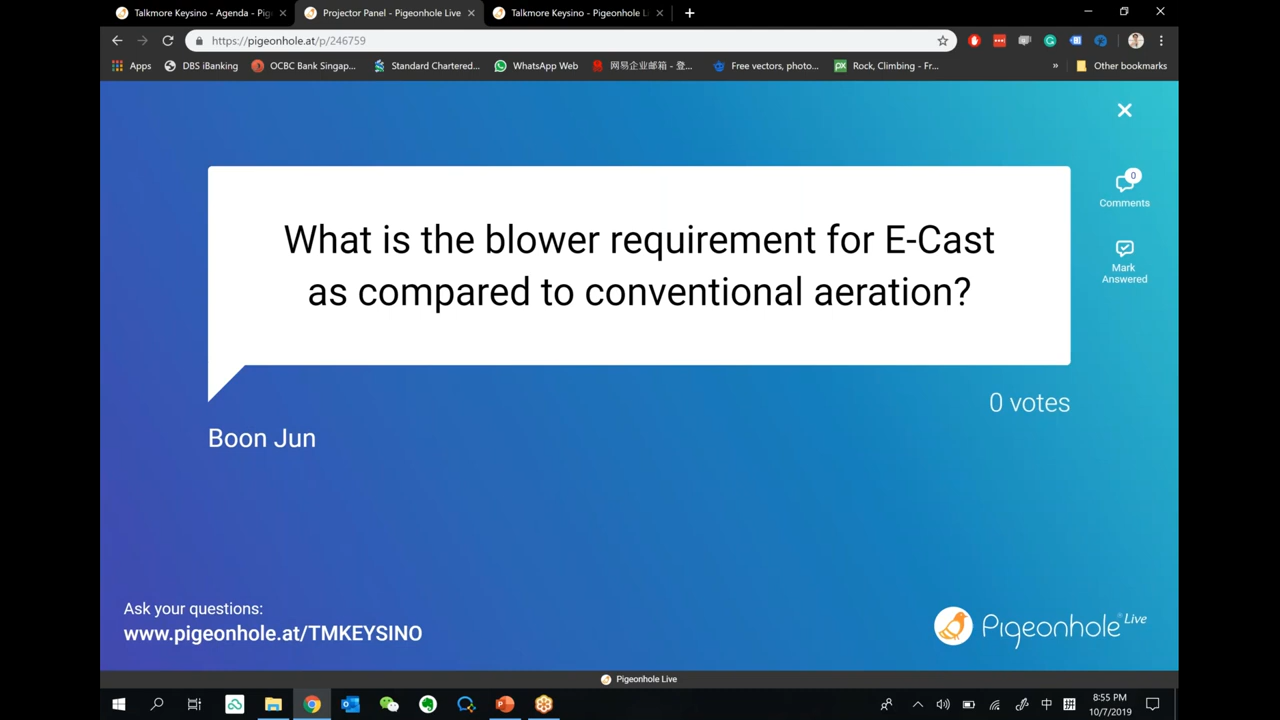 Talkmore Keysino - Agenda - Pig
Projector Panel - Pigeonhole Live
Talkmore Keysino - Pigeonhole L
https://pigeonhole.at/p/246759
Apps
DBS iBanking
OCBC Bank Singap...
Standard Chartered...
WhatsApp Web
网易企业邮箱 - 登...
Free vectors, photo...
Rock, Climbing - Fr...
»
Other bookmarks
0
Comments
Mark
Answered
What is the blower requirement for E-Cast
as compared to conventional aeration?
0 votes
Boon Jun
Ask your questions:
www.pigeonhole.at/TMKEYSINO
Pigeonhole Live
Pigeonhole Live
中
拼
8:55 PM
10/7/2019